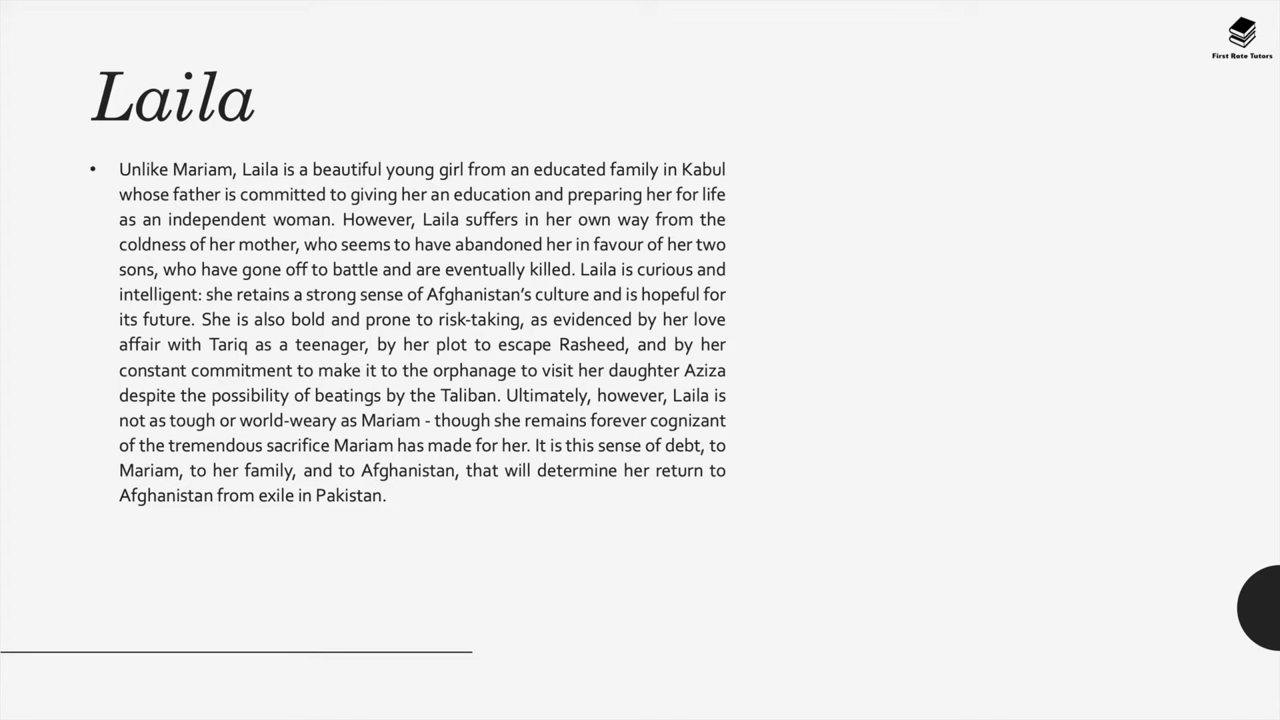 First Rate Tutors
Laila
• Unlike Mariam, Laila is a beautiful young girl from an educated family in Kabul
whose father is committed to giving her an education and preparing her for life
as an independent woman. However, Laila suffers in her own way from the
coldness of her mother, who seems to have abandoned her in favour of her two
sons, who have gone off to battle and are eventually killed. Laila is curious and
intelligent: she retains a strong sense of Afghanistan’s culture and is hopeful for
its future. She is also bold and prone to risk-taking, as evidenced by her love
affair with Tariq as a teenager, by her plot to escape Rasheed, and by her
constant commitment to make it to the orphanage to visit her daughter Aziza
despite the possibility of beatings by the Taliban. Ultimately, however, Laila is
not as tough or world-weary as Mariam - though she remains forever cognizant
of the tremendous sacrifice Mariam has made for her. It is this sense of debt, to
Mariam, to her family, and to Afghanistan, that will determine her return to
Afghanistan from exile in Pakistan.